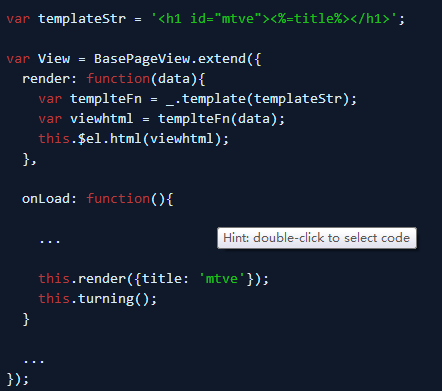 var templateStr = '<h1 id="mtve"><%=title%></h1>';
var View = BasePageView.extend({
render: function(data){
var templteFn = _.template(templateStr);
var viewhtml = templteFn(data);
this.$el.html(viewhtml);
},
onLoad: function(){
...
Hint: double-click to select code
this.render({title: 'mtve'});
this.turning();
}
...
});